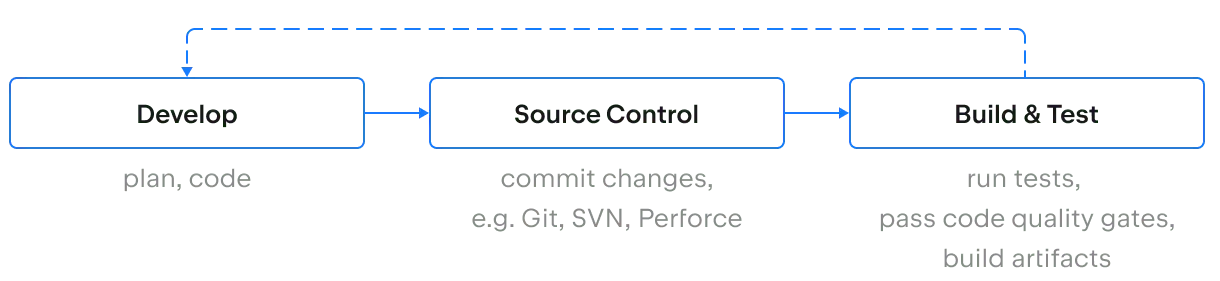 Develop
plan, code
Source Control
commit changes,
e.g. Git, SVN, Perforce
Build & Test
run tests,
pass code quality gates,
build artifacts